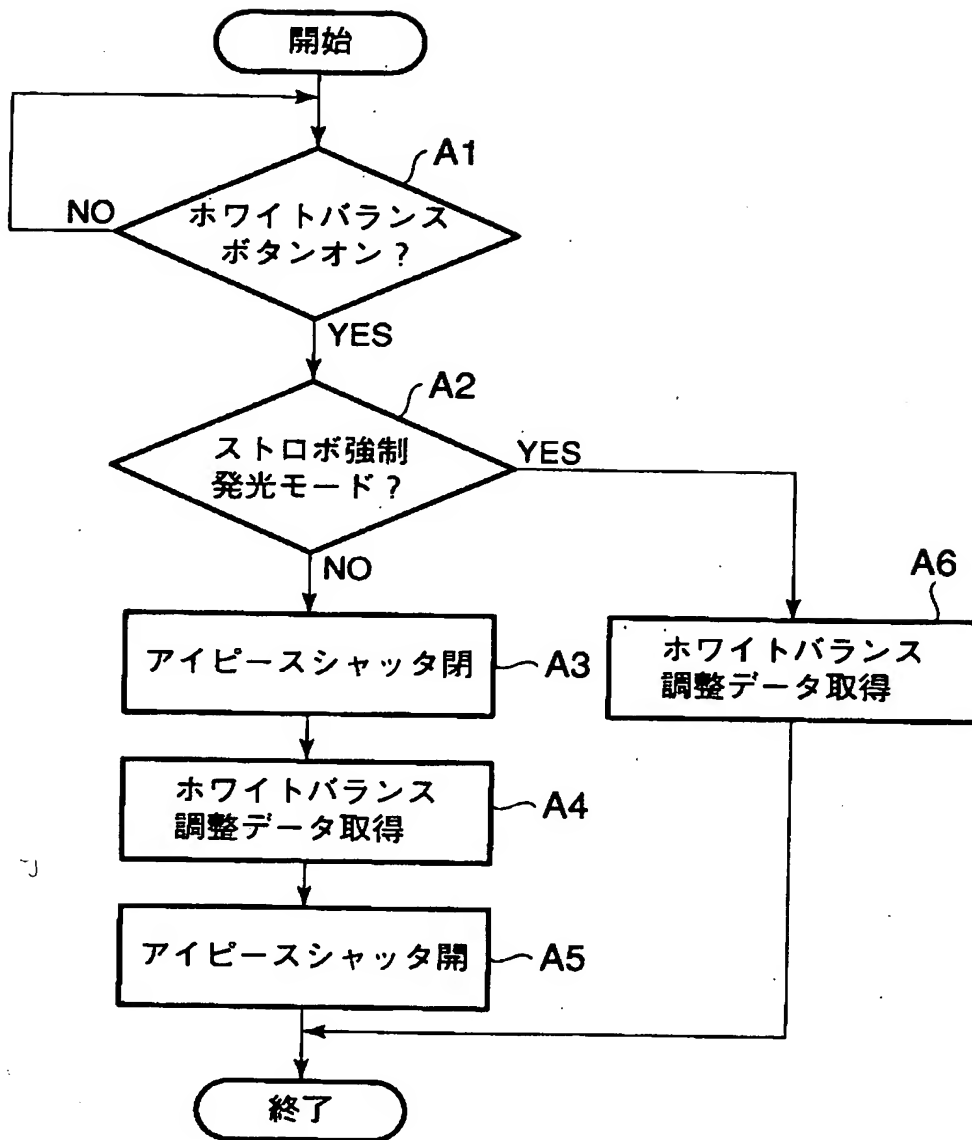 開始
A1
NO
ホワイトバランス
ボタンオン？
YES
A2
ストロボ強制
発光モード？
YES
NO
A6
アイピースシャッタ閉
A3
ホワイトバランス
調整データ取得
ホワイトバランス
調整データ取得
A4
アイピースシャッタ開
A5
終了